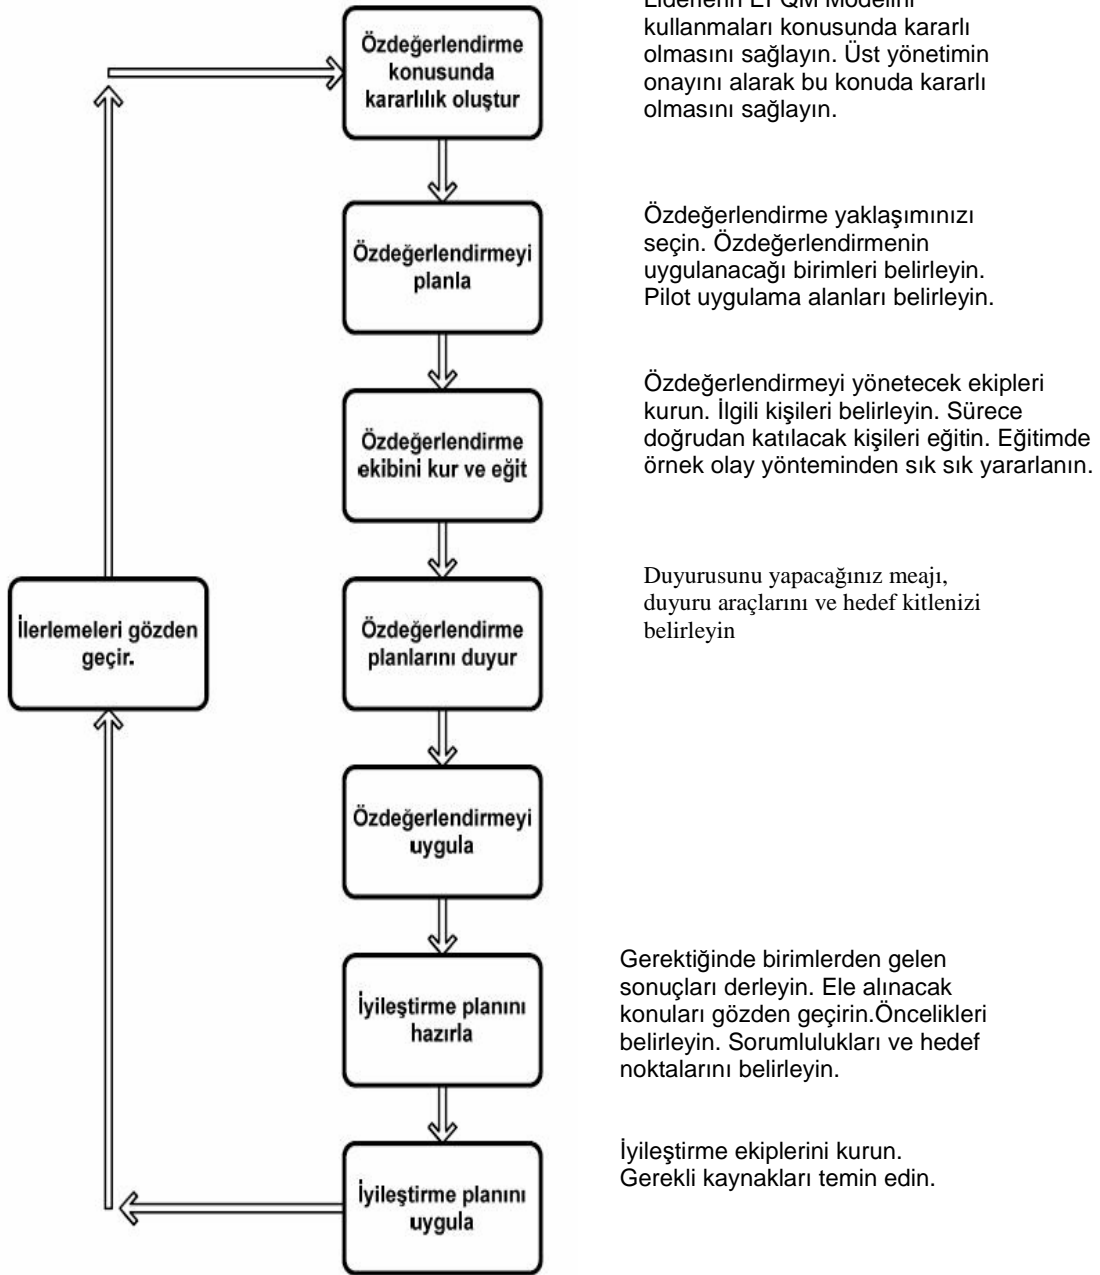 Liderlerin EFQM Modelini
kullanmaları konusunda kararlı
olmasını sağlayın. Üst yönetimin
onayını alarak bu konuda kararlı
olmasını sağlayın.
Özdeğerlendirme
konusunda
kararlılık oluştur
Özdeğerlendirme yaklaşımınızı
seçin. Özdeğerlendirmenin
uygulanacağı birimleri belirleyin.
Pilot uygulama alanları belirleyin.
Özdeğerlendirmeyi
planla
Özdeğerlendirmeyi yönetecek ekipleri
kurun. İlgili kişileri belirleyin. Sürece
doğrudan katılacak kişileri eğitin. Eğitimde
örnek olay yönteminden sık sık yararlanın.
Özdeğerlendirme
ekibini kur ve eğit
Duyurusunu yapacağınız meajı,
duyuru araçlarını ve hedef kitlenizi
belirleyin
İlerlemeleri gözden
geçir.
Özdeğerlendirme
planlarını duyur
Özdeğerlendirmeyi
uygula
Gerektiğinde birimlerden gelen
sonuçları derleyin. Ele alınacak
konuları gözden geçirin.Öncelikleri
belirleyin. Sorumlulukları ve hedef
noktalarını belirleyin.
İyileştirme planını
hazırla
İyileştirme ekiplerini kurun.
Gerekli kaynakları temin edin.
İyileştirme planını
uygula